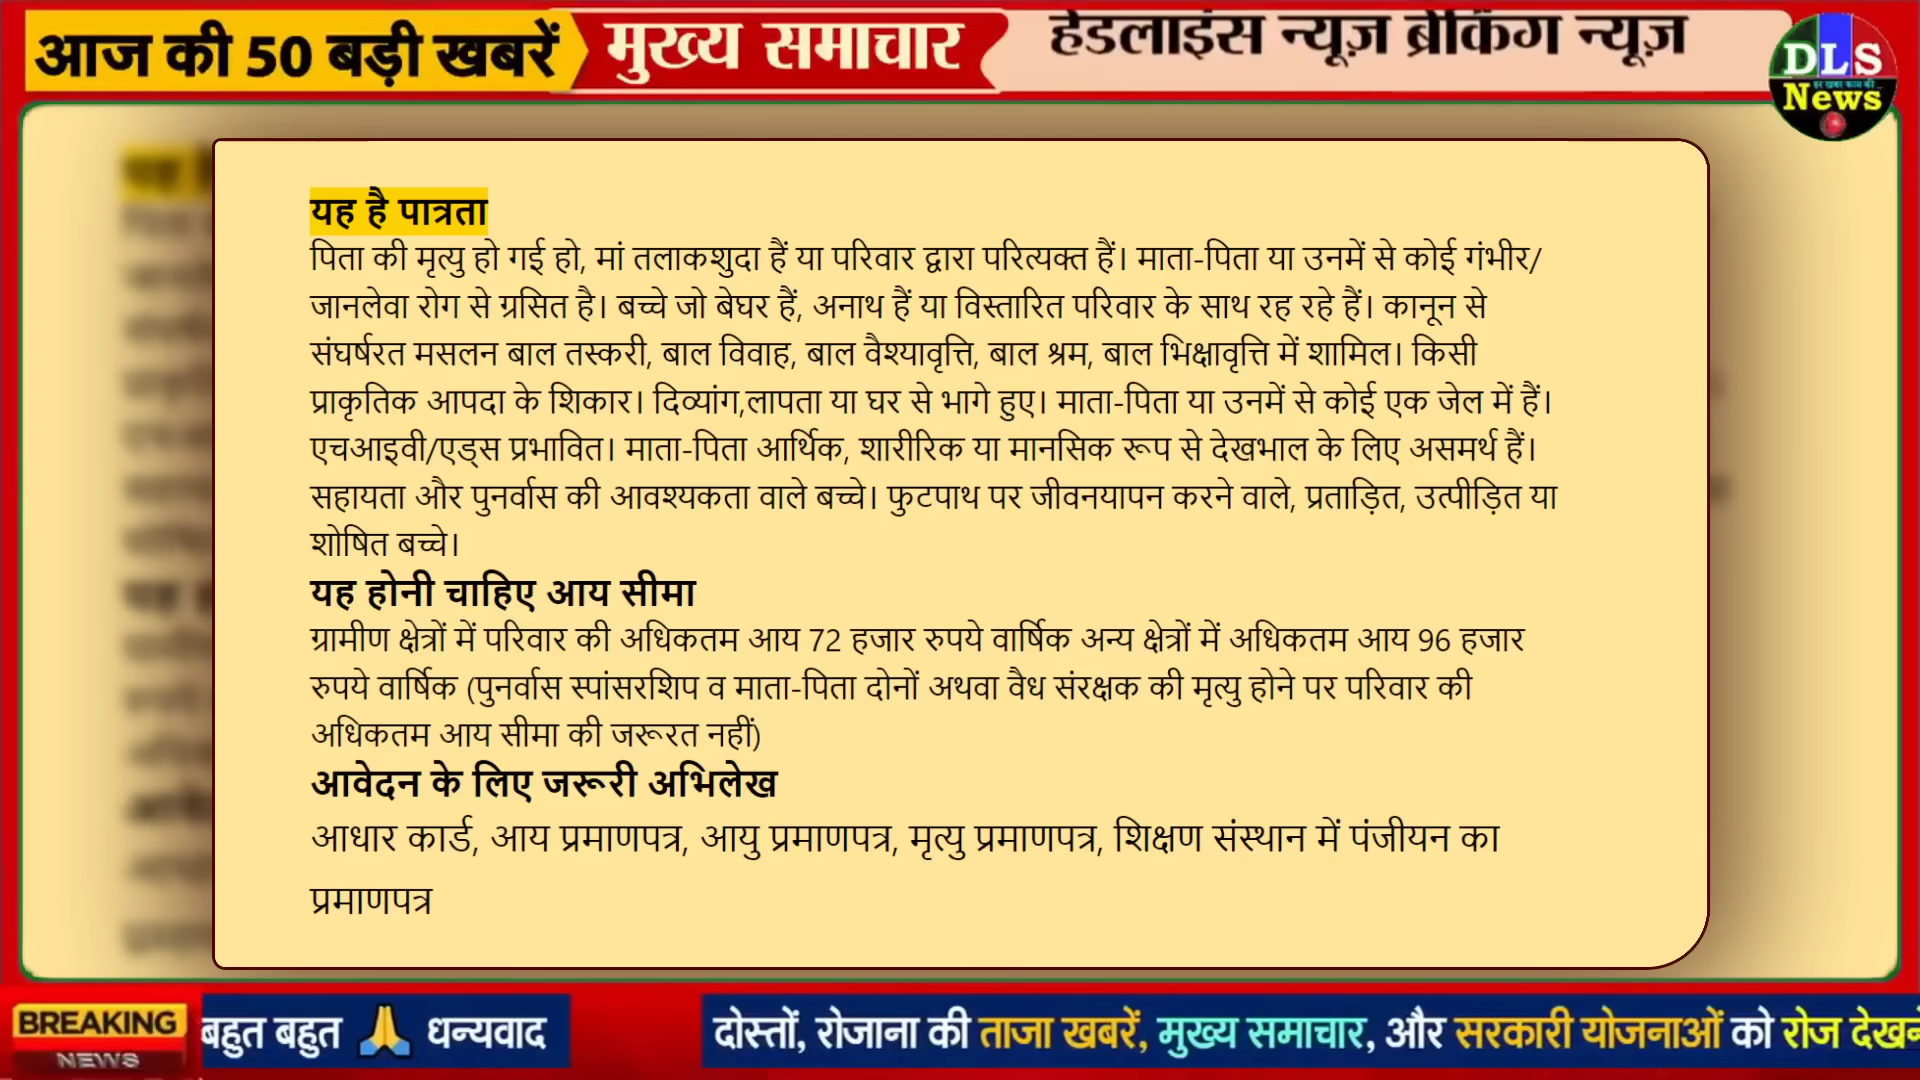 आज की 50 बड़ी खबरें
मुख्य समाचार
हेडलाइंस न्यूज़ ब्रेकिंग न्यूज़
DLS
News
यह है पात्रता
पिता की मृत्यु हो गई हो, मां तलाकशुदा हैं या परिवार द्वारा परित्यक्त हैं। माता-पिता या उनमें से कोई गंभीर/
जानलेवा रोग से ग्रसित है। बच्चे जो बेघर हैं, अनाथ हैं या विस्तारित परिवार के साथ रह रहे हैं। कानून से
संघर्षरत मसलन बाल तस्करी, बाल विवाह, बाल वैश्यावृत्ति, बाल श्रम, बाल भिक्षावृत्ति में शामिल। किसी
प्राकृतिक आपदा के शिकार। दिव्यांग,लापता या घर से भागे हुए। माता-पिता या उनमें से कोई एक जेल में हैं।
एचआइवी/एड्स प्रभावित। माता-पिता आर्थिक, शारीरिक या मानसिक रूप से देखभाल के लिए असमर्थ हैं।
सहायता और पुनर्वास की आवश्यकता वाले बच्चे। फुटपाथ पर जीवनयापन करने वाले, प्रताड़ित, उत्पीड़ित या
शोषित बच्चे।
यह होनी चाहिए आय सीमा
ग्रामीण क्षेत्रों में परिवार की अधिकतम आय 72 हजार रुपये वार्षिक अन्य क्षेत्रों में अधिकतम आय 96 हजार
रुपये वार्षिक (पुनर्वास स्पांसरशिप व माता-पिता दोनों अथवा वैध संरक्षक की मृत्यु होने पर परिवार की
अधिकतम आय सीमा की जरूरत नहीं)
आवेदन के लिए जरूरी अभिलेख
आधार कार्ड, आय प्रमाणपत्र, आयु प्रमाणपत्र, मृत्यु प्रमाणपत्र, शिक्षण संस्थान में पंजीयन का
प्रमाणपत्र
BREAKING
NEWS
बहुत बहुत 🙏 धन्यवाद
दोस्तों, रोजाना की ताजा खबरें, मुख्य समाचार, और सरकारी योजनाओं को रोज देखने